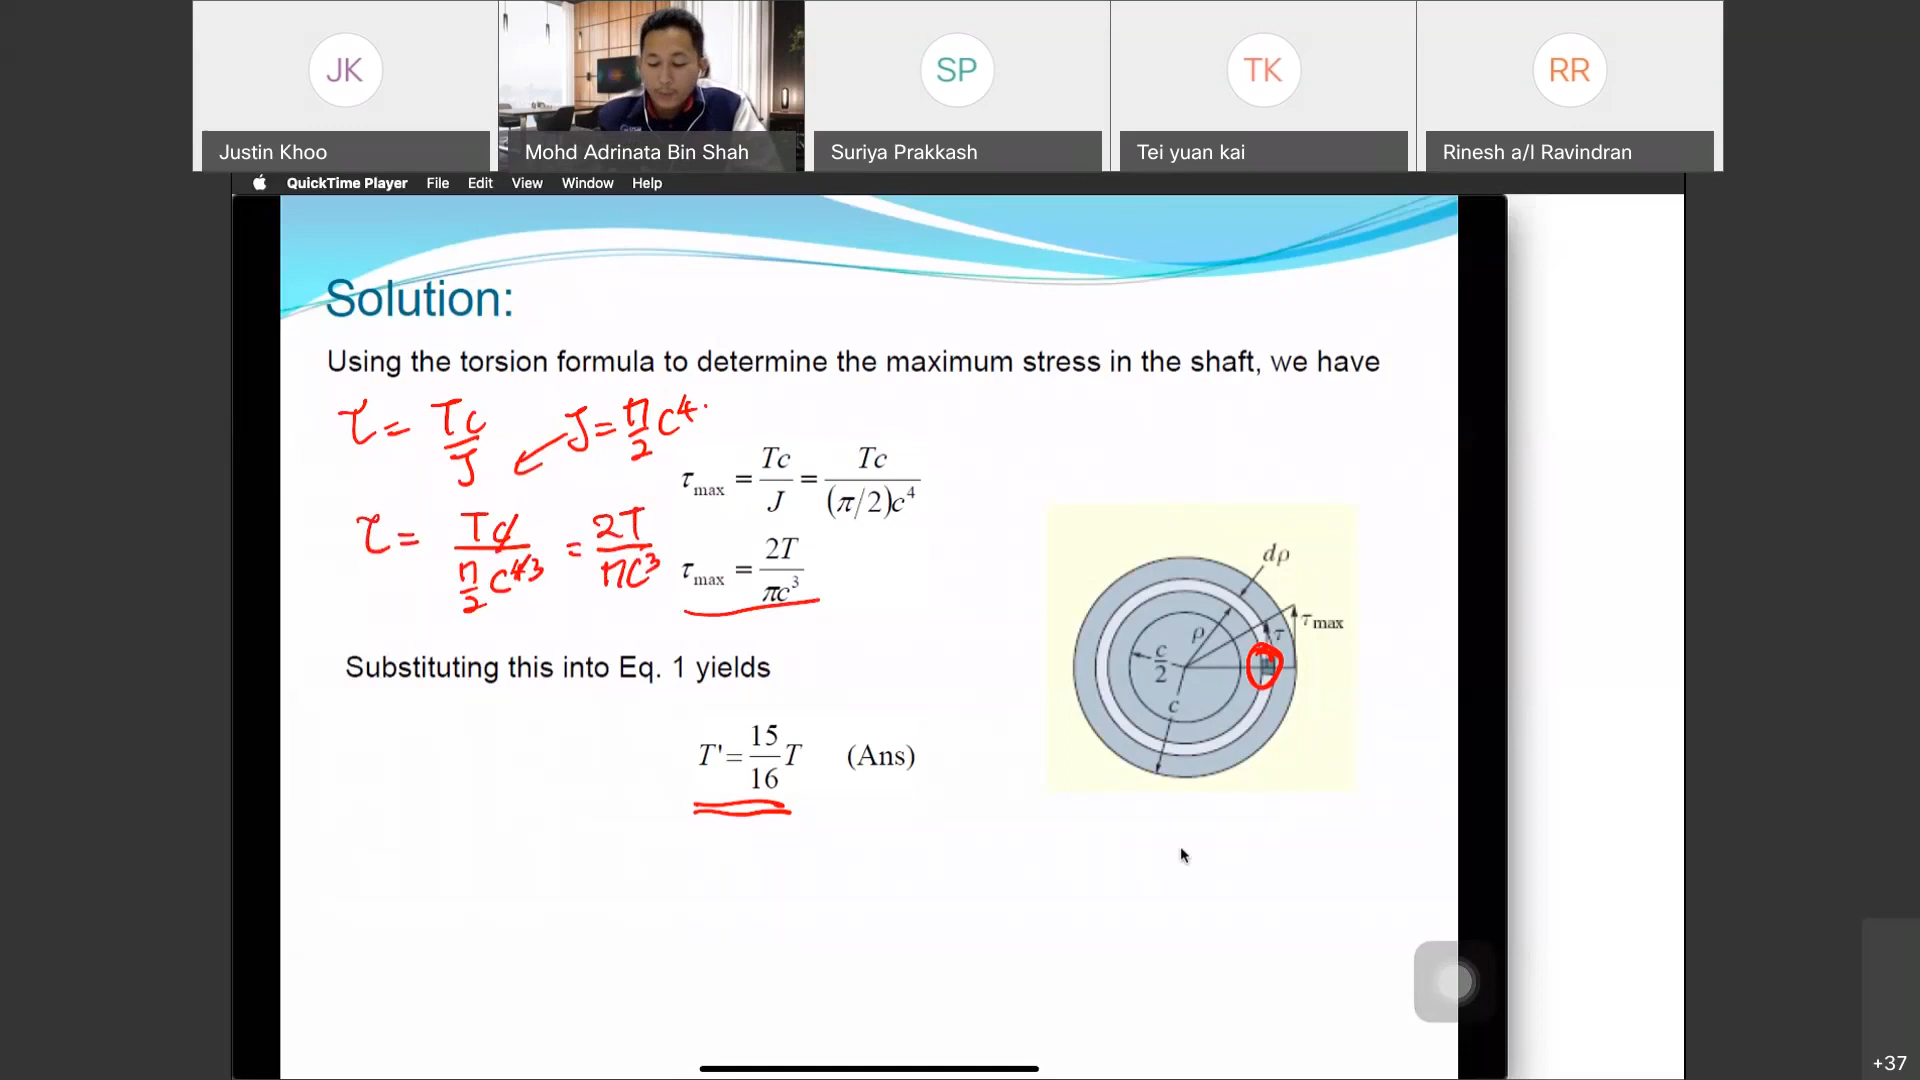 JK
SP
TK
RR
Justin Khoo
Mohd Adrinata Bin Shah
Suriya Prakkash
Tei yuan kai
Rinesh a/l Ravindran
QuickTime Player File Edit View Window Help
Solution:
Using the torsion formula to determine the maximum stress in the shaft, we have
τ = Tc/J
J = π/2 c⁴
τmax = Tc/J = Tc/(π/2)c⁴
τ = Tc/(π/2 c⁴ ³) = 2T/πc³
τmax = 2T/πc³
dρ
τmax
τ
ρ
c/2
c
Substituting this into Eq. 1 yields
T' = 15/16 T (Ans)
+37